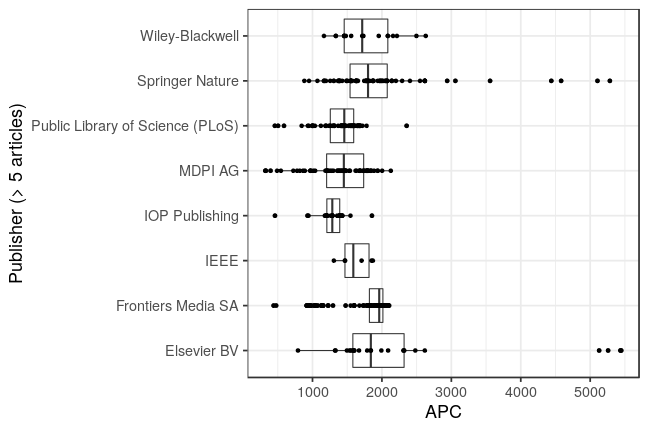 Publisher (> 5 articles)
Wiley-Blackwell
Springer Nature
Public Library of Science (PLoS)
MDPI AG
IOP Publishing
IEEE
Frontiers Media SA
Elsevier BV
1000 2000 3000 4000 5000
APC